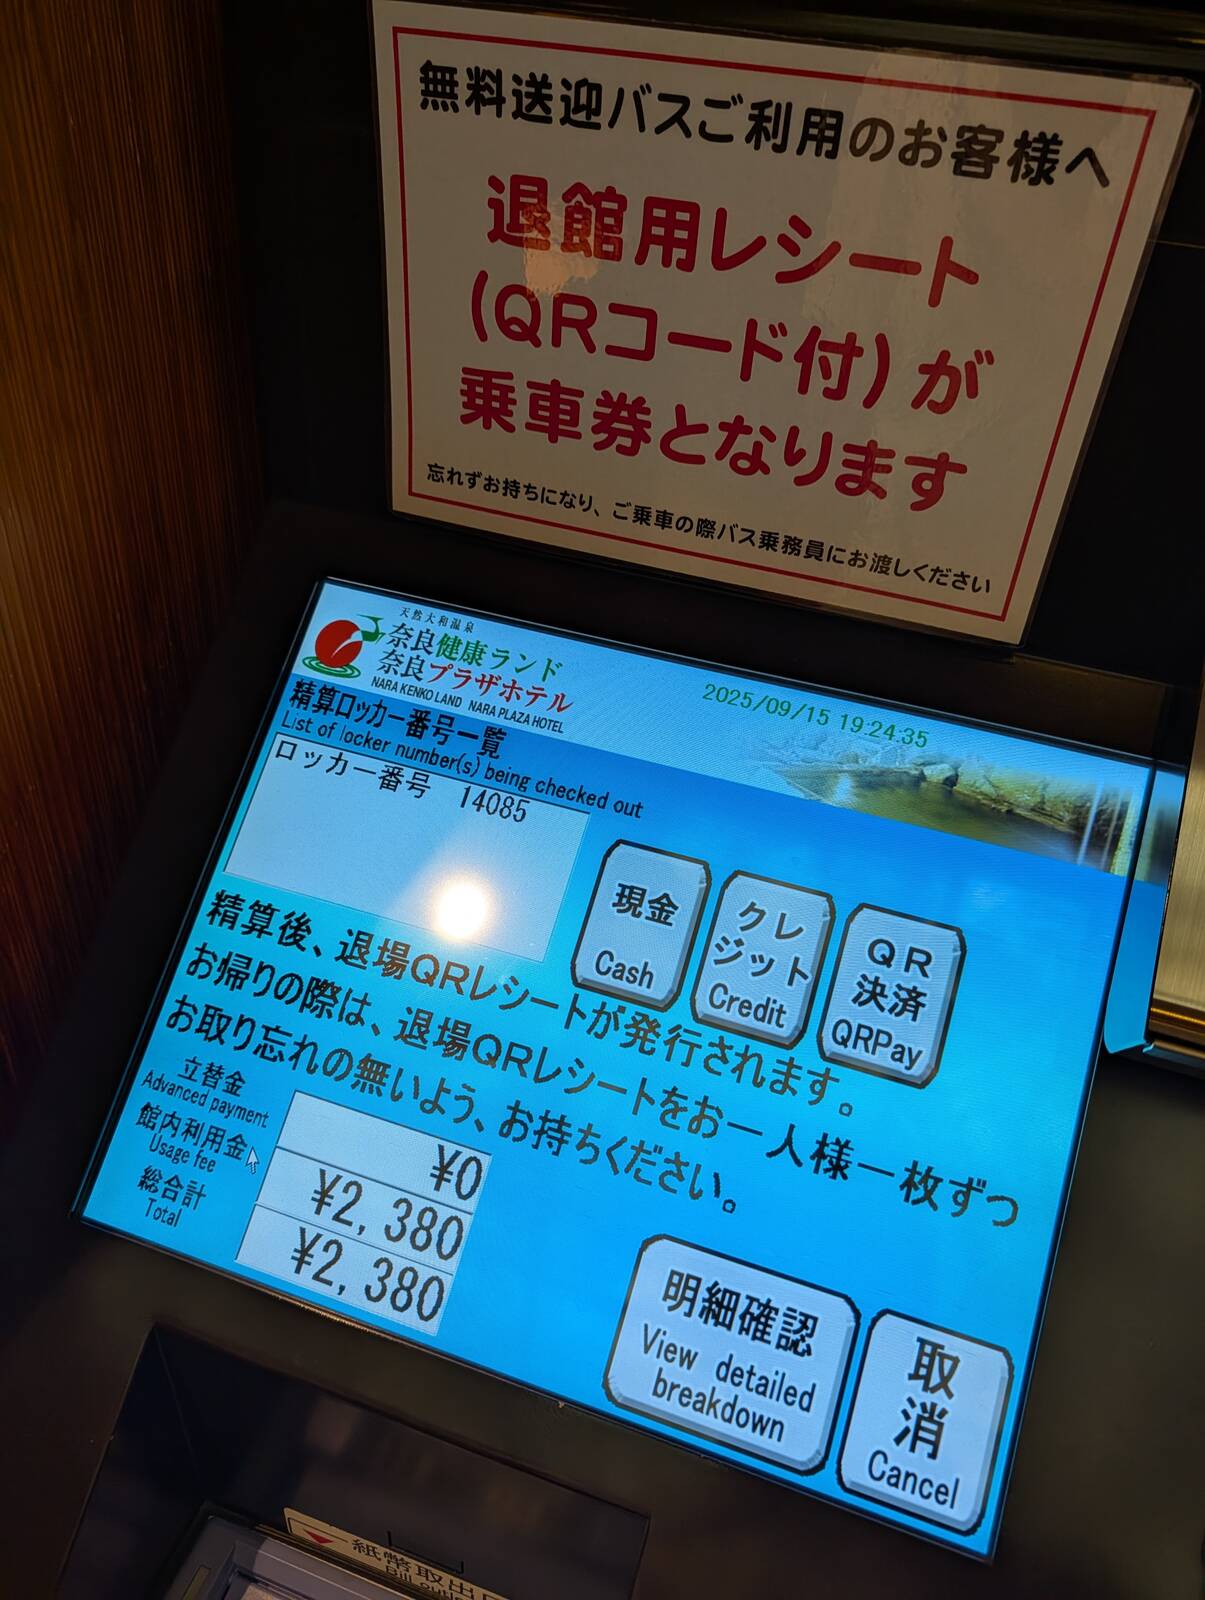 無料送迎バスご利用のお客様へ
退館用レシート
(QRコード付)が
乗車券となります
忘れずお持ちになり、ご乗車の際バス乗務員にお渡しください
天然大和温泉
奈良健康ランド
奈良プラザホテル
NARA KENKO LAND NARA PLAZA HOTEL
2025/09/15 19:24:35
精算ロッカー番号一覧
List of locker number(s) being checked out
ロッカー番号 14085
現金
Cash
クレ
ジット
Credit
QR
決済
QRPay
精算後、退場QRレシートが発行されます。
お帰りの際は、退場QRレシートをお一人様一枚ずつ
お取り忘れの無いよう、お持ちください。
立替金
Advanced payment
¥0
館内利用金
Usage fee
¥2,380
総合計
Total
¥2,380
明細確認
View detailed
breakdown
取
消
Cancel
紙幣取出口
Bill outlet